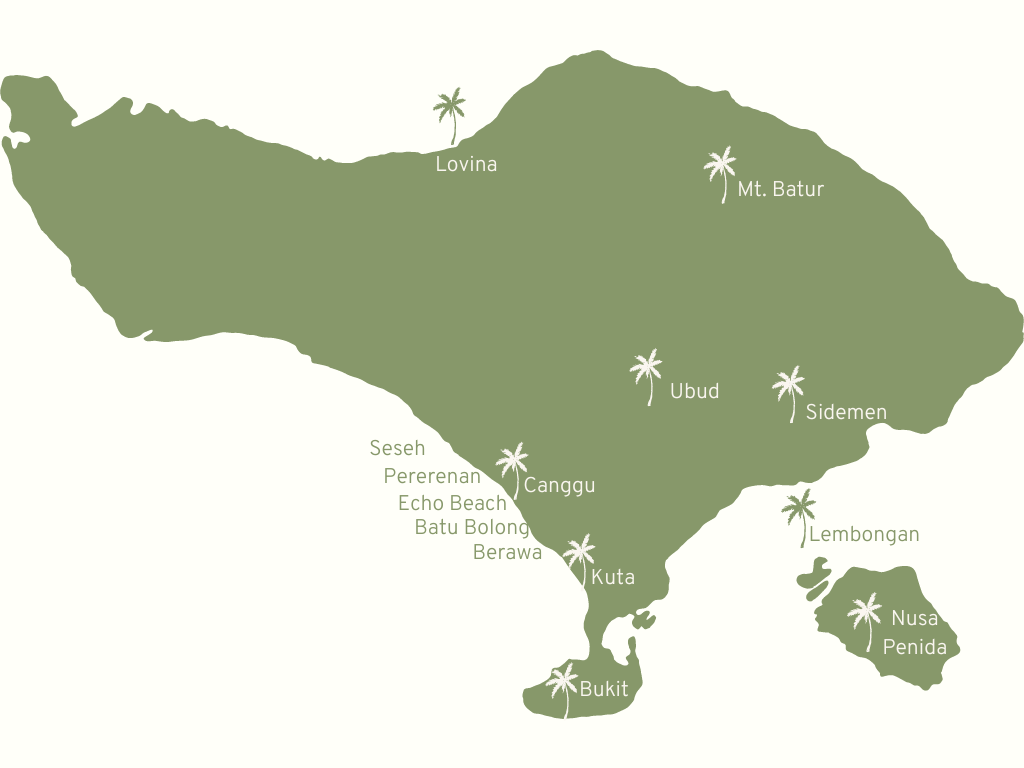 Lovina
Mt. Batur
Ubud
Sidemen
Seseh
Pererenan
Canggu
Echo Beach
Batu Bolong
Berawa
Lembongan
Kuta
Nusa
Penida
Bukit